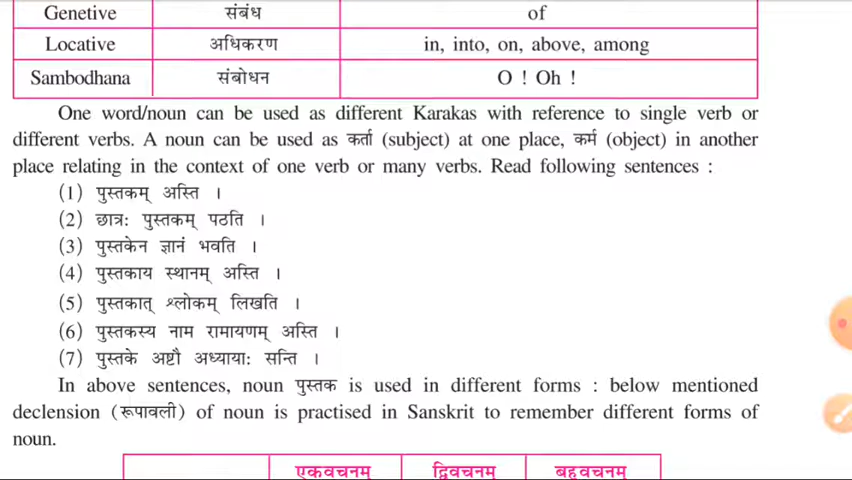 Genetive संबंध of
Locative अधिकरण in, into, on, above, among
Sambodhana संबोधन O ! Oh !
One word/noun can be used as different Karakas with reference to single verb or
different verbs. A noun can be used as कर्ता (subject) at one place, कर्म (object) in another
place relating in the context of one verb or many verbs. Read following sentences :
(1) पुस्तकम् अस्ति ।
(2) छात्रः पुस्तकम् पठति ।
(3) पुस्तकेन ज्ञानं भवति ।
(4) पुस्तकाय स्थानम् अस्ति ।
(5) पुस्तकात् श्लोकम् लिखति ।
(6) पुस्तकस्य नाम रामायणम् अस्ति ।
(7) पुस्तके अष्टौ अध्यायाः सन्ति ।
In above sentences, noun पुस्तक is used in different forms : below mentioned
declension (रूपावली) of noun is practised in Sanskrit to remember different forms of
noun.
एकवचनम् द्विवचनम् बहुवचनम्